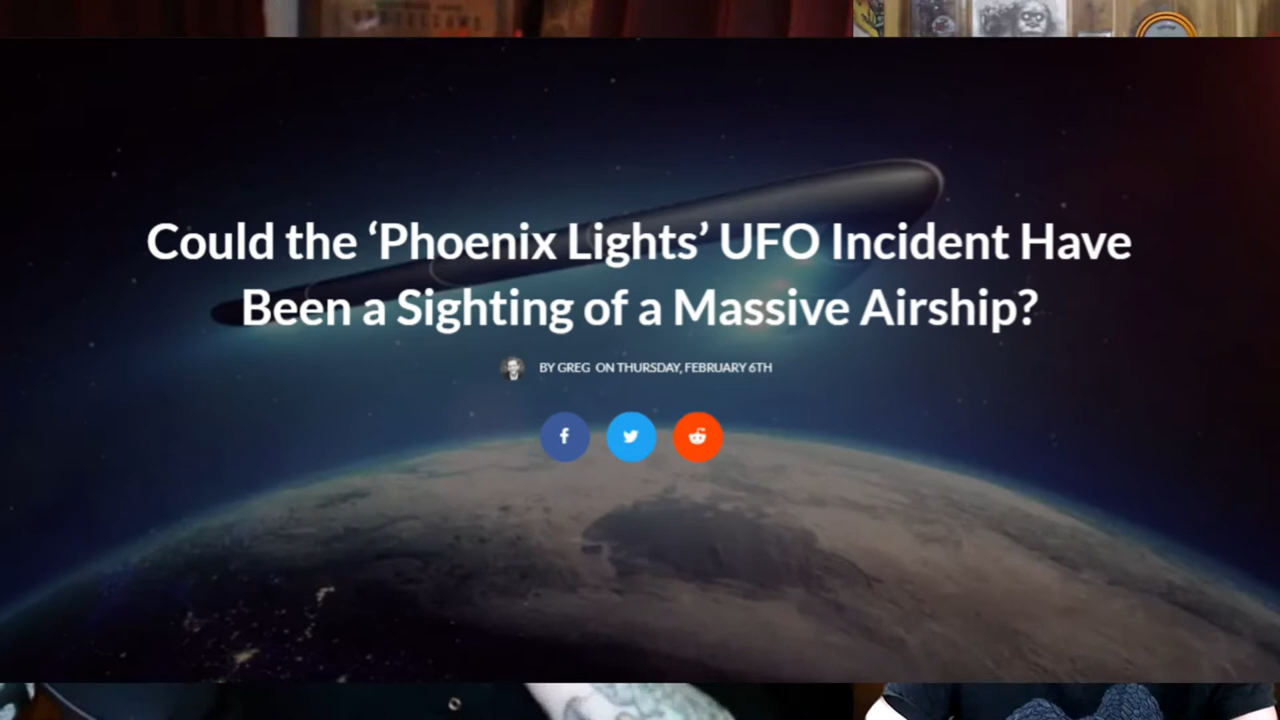 Could the ‘Phoenix Lights’ UFO Incident Have
Been a Sighting of a Massive Airship?
BY GREG ON THURSDAY, FEBRUARY 6TH